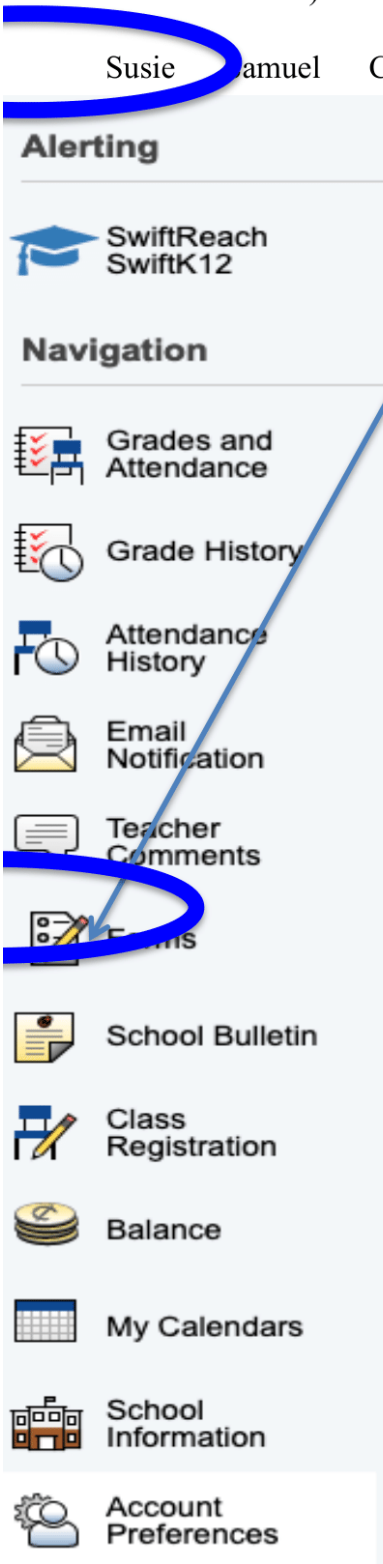 Susie Samuel C
Alerting
SwiftReach
SwiftK12
Navigation
Grades and
Attendance
Grade History
Attendance
History
Email
Notification
Teacher
Comments
Forms
School Bulletin
Class
Registration
Balance
My Calendars
School
Information
Account
Preferences